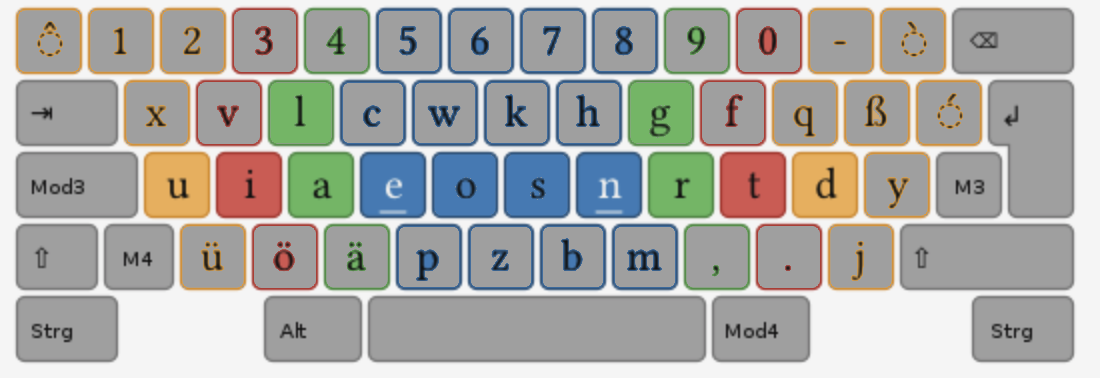 ◌̂ 1 2 3 4 5 6 7 8 9 0 - ◌̀ ⌫
⇥ x v l c w k h g f q ß ◌́ ↲
Mod3 u i a e o s n r t d y M3
⇧ M4 ü ö ä p z b m , . j ⇧
Strg Alt Mod4 Strg